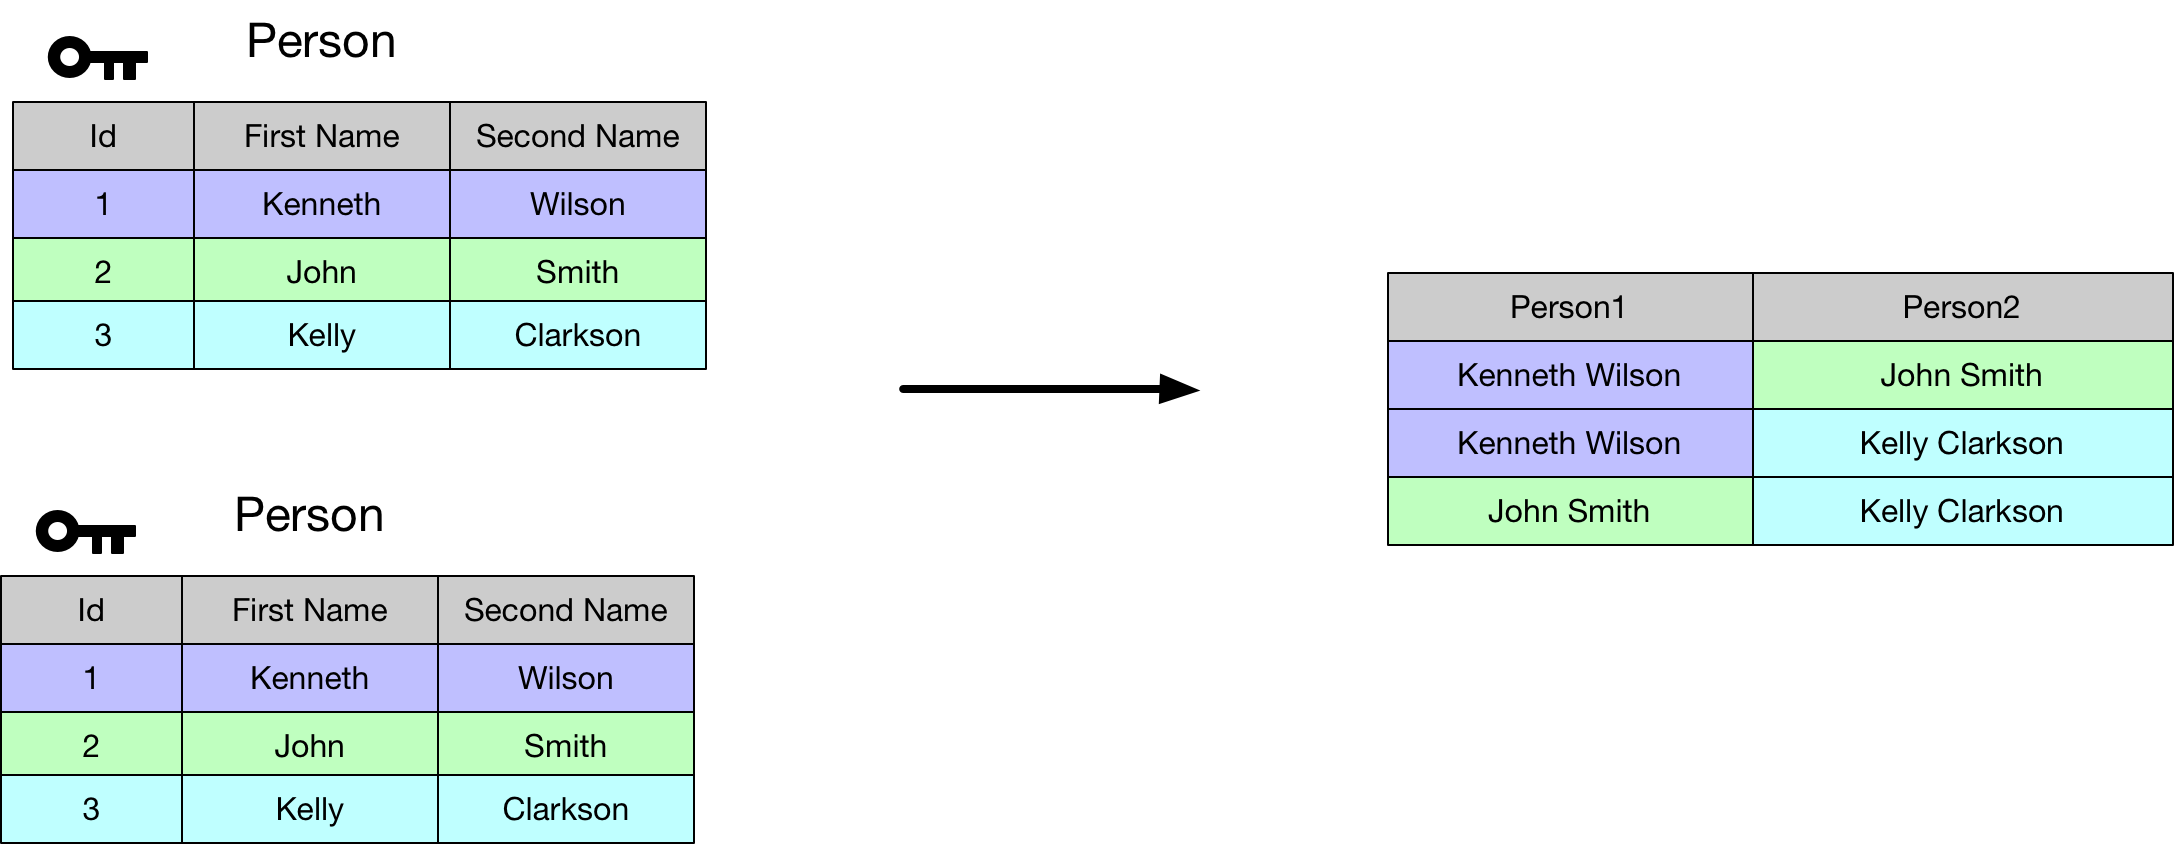 Person
Id First Name Second Name
1 Kenneth Wilson
2 John Smith
3 Kelly Clarkson
Person
Id First Name Second Name
1 Kenneth Wilson
2 John Smith
3 Kelly Clarkson
Person1 Person2
Kenneth Wilson John Smith
Kenneth Wilson Kelly Clarkson
John Smith Kelly Clarkson